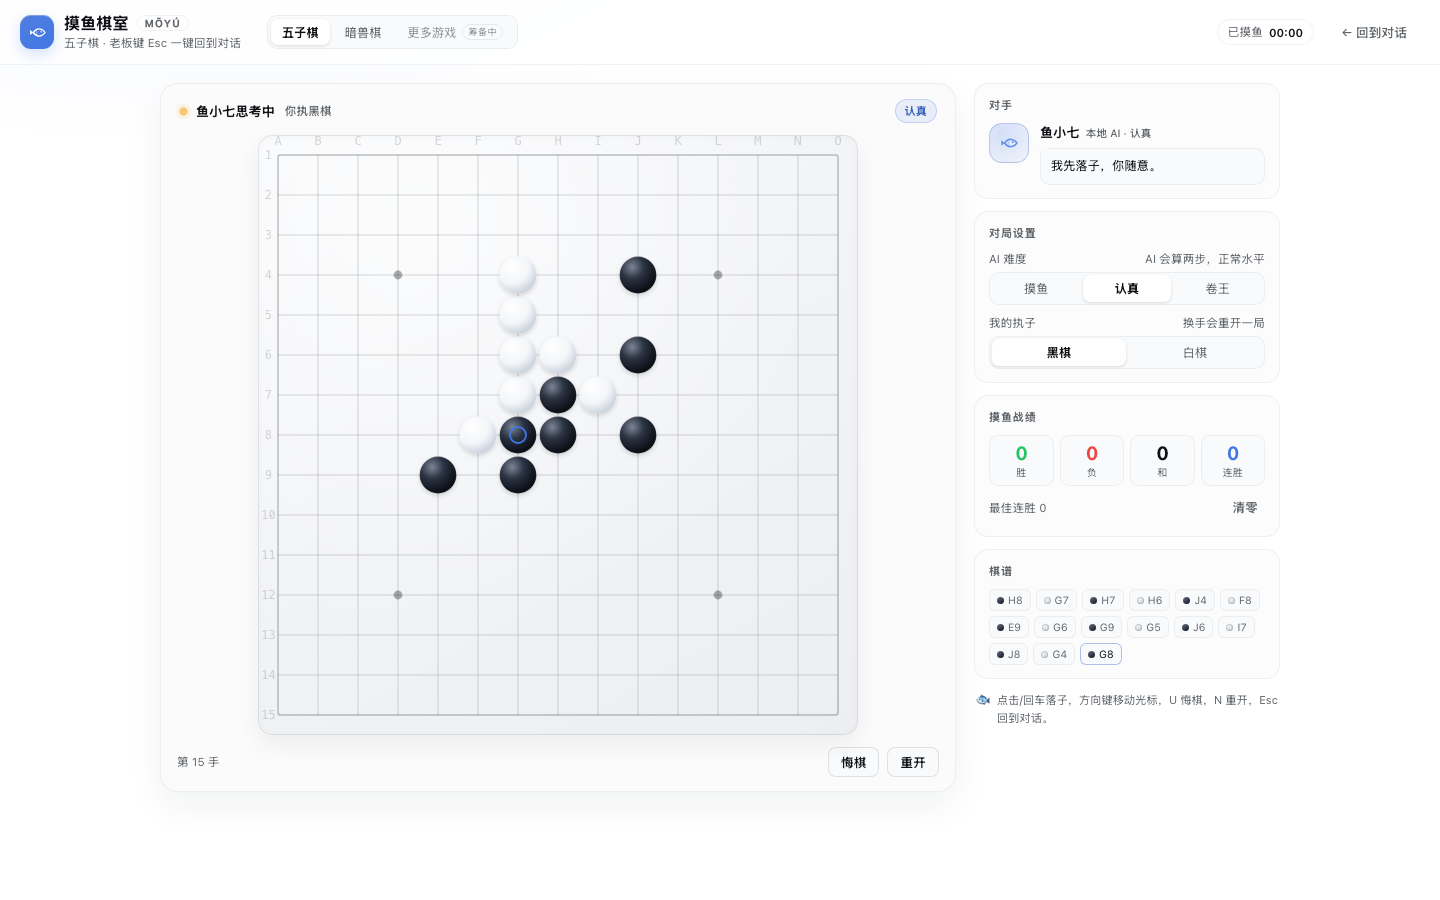 摸鱼棋室 MŌYÚ
五子棋 · 老板键 Esc 一键回到对话
五子棋 暗兽棋 更多游戏 筹备中
已摸鱼 00:00
← 回到对话
鱼小七思考中 你执黑棋
认真
A B C D E F G H I J K L M N O
1
2
3
4
5
6
7
8
9
10
11
12
13
14
15
第 15 手
悔棋 重开
对手
鱼小七 本地 AI · 认真
我先落子，你随意。
对局设置
AI 难度 AI 会算两步，正常水平
摸鱼 认真 卷王
我的执子 换手会重开一局
黑棋 白棋
摸鱼战绩
0 0 0 0
胜 负 和 连胜
最佳连胜 0 清零
棋谱
H8 G7 H7 H6 J4 F8
E9 G6 G9 G5 J6 I7
J8 G4 G8
点击/回车落子，方向键移动光标，U 悔棋，N 重开，Esc
回到对话。